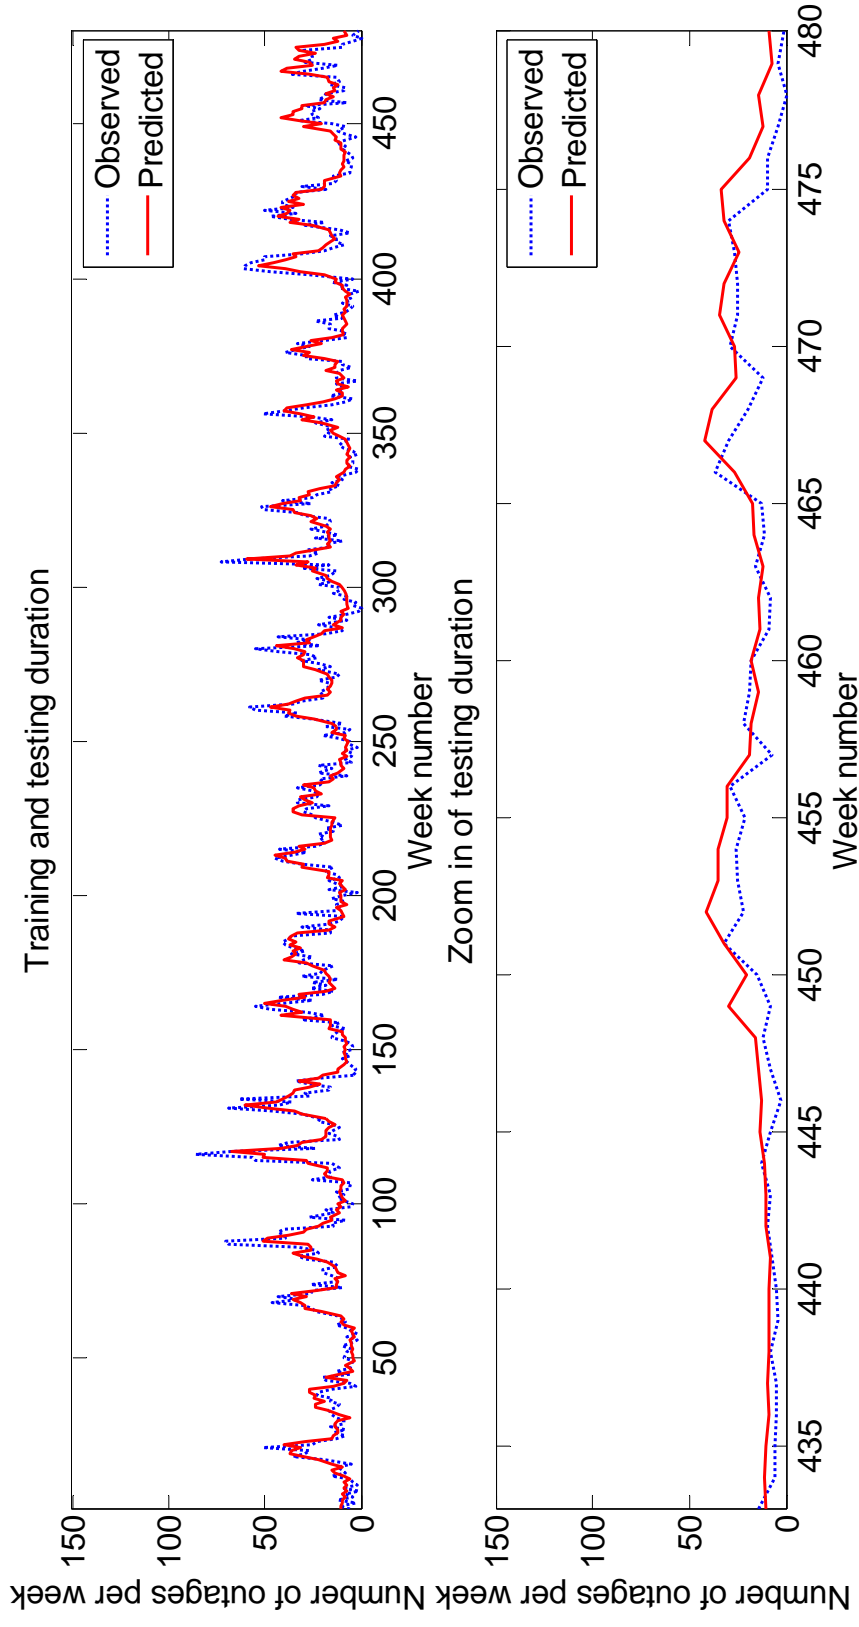 Training and testing duration
150
100
50
0
Number of outages per week
50
100
150
200
250
300
350
400
450
Week number
Observed
Predicted
Zoom in of testing duration
150
100
50
0
Number of outages per week
435
440
445
450
455
460
465
470
475
480
Week number
Observed
Predicted